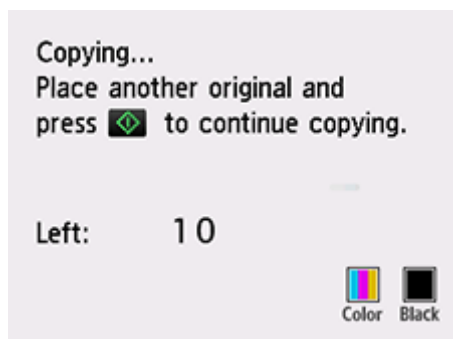 Copying...
Place another original and
press to continue copying.
Left: 10
Color Black